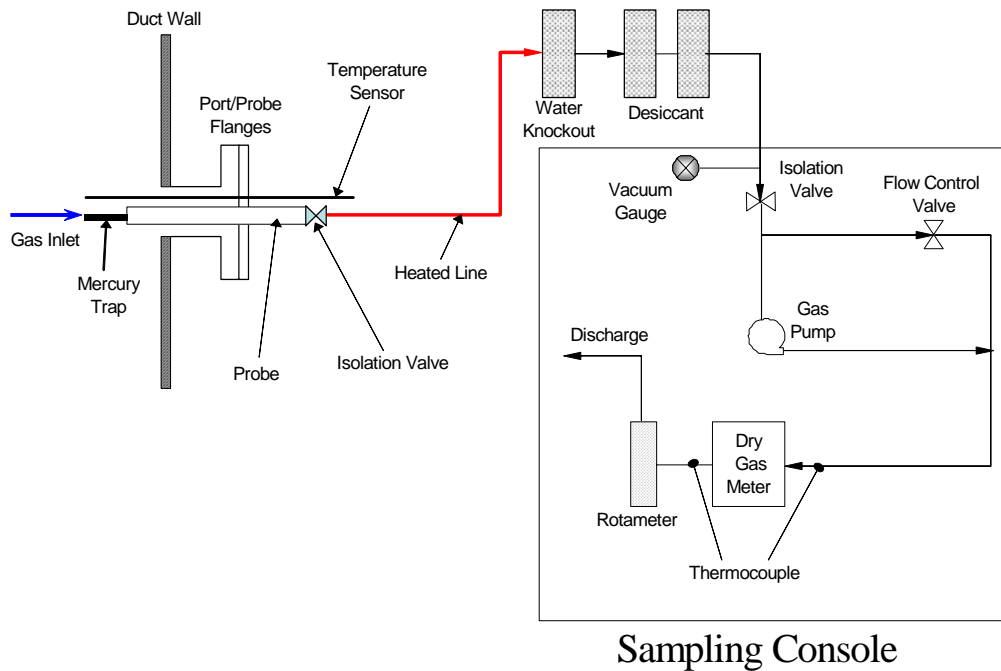 Duct Wall
Temperature
Sensor
Port/Probe
Flanges
Water
Knockout
Desiccant
Gas Inlet
Mercury
Trap
Probe
Isolation Valve
Heated Line
Vacuum
Gauge
Isolation
Valve
Flow Control
Valve
Gas
Pump
Discharge
Dry
Gas
Meter
Rotameter
Thermocouple
Sampling Console